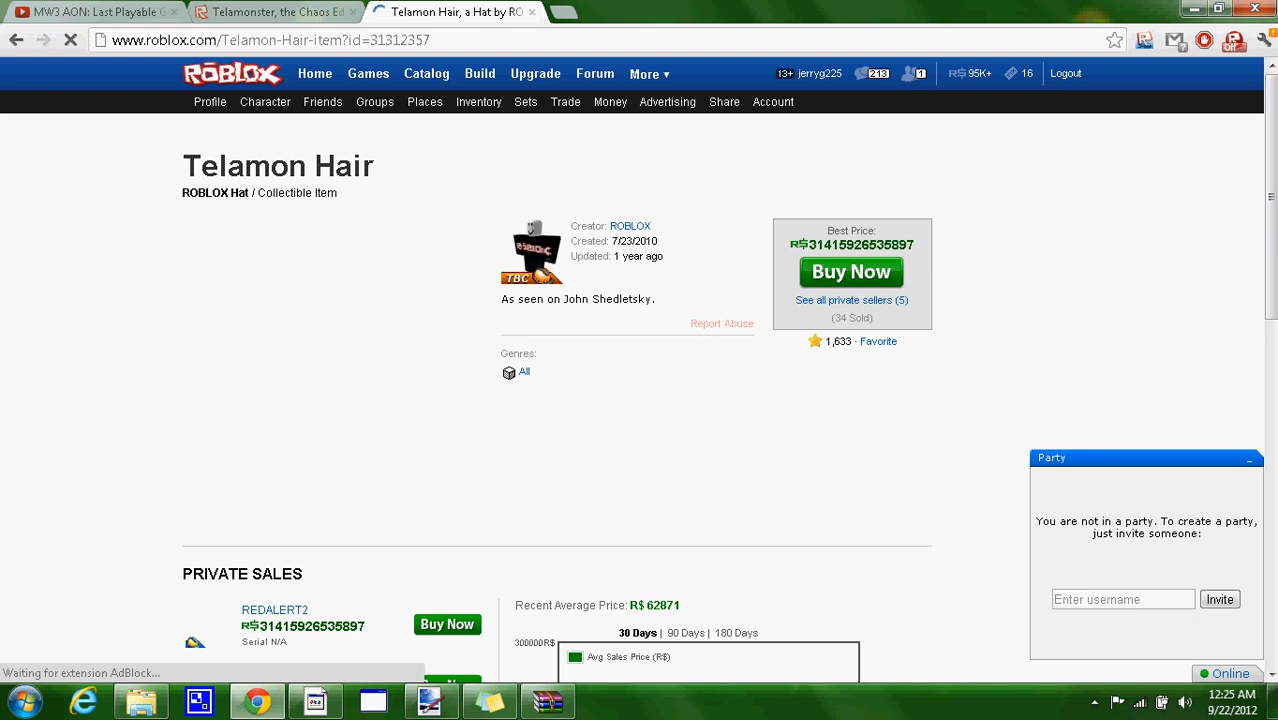 MW3 AON: Last Playable G
Telamonster, the Chaos Ed
Telamon Hair, a Hat by RO
www.roblox.com/Telamon-Hair-item?id=31312357
Off
ROBLOX Home Games Catalog Build Upgrade Forum More ▾ 13+ jerryg225 213 1 R$ 95K+ 16 Logout
Profile Character Friends Groups Places Inventory Sets Trade Money Advertising Share Account
Telamon Hair
ROBLOX Hat / Collectible Item
Creator: ROBLOX
Created: 7/23/2010
Updated: 1 year ago
ROBLOX
TBC
As seen on John Shedletsky.
Report Abuse
Genres:
All
Best Price:
R$31415926535897
Buy Now
See all private sellers (5)
(34 Sold)
1,633 · Favorite
Party _
You are not in a party. To create a party,
just invite someone:
Enter username Invite
PRIVATE SALES
REDALERT2
R$31415926535897
Serial N/A
Buy Now
Recent Average Price: R$ 62871
30 Days | 90 Days | 180 Days
300000R$
Avg Sales Price (R$)
Waiting for extension AdBlock...
Online
12:25 AM
9/22/2012